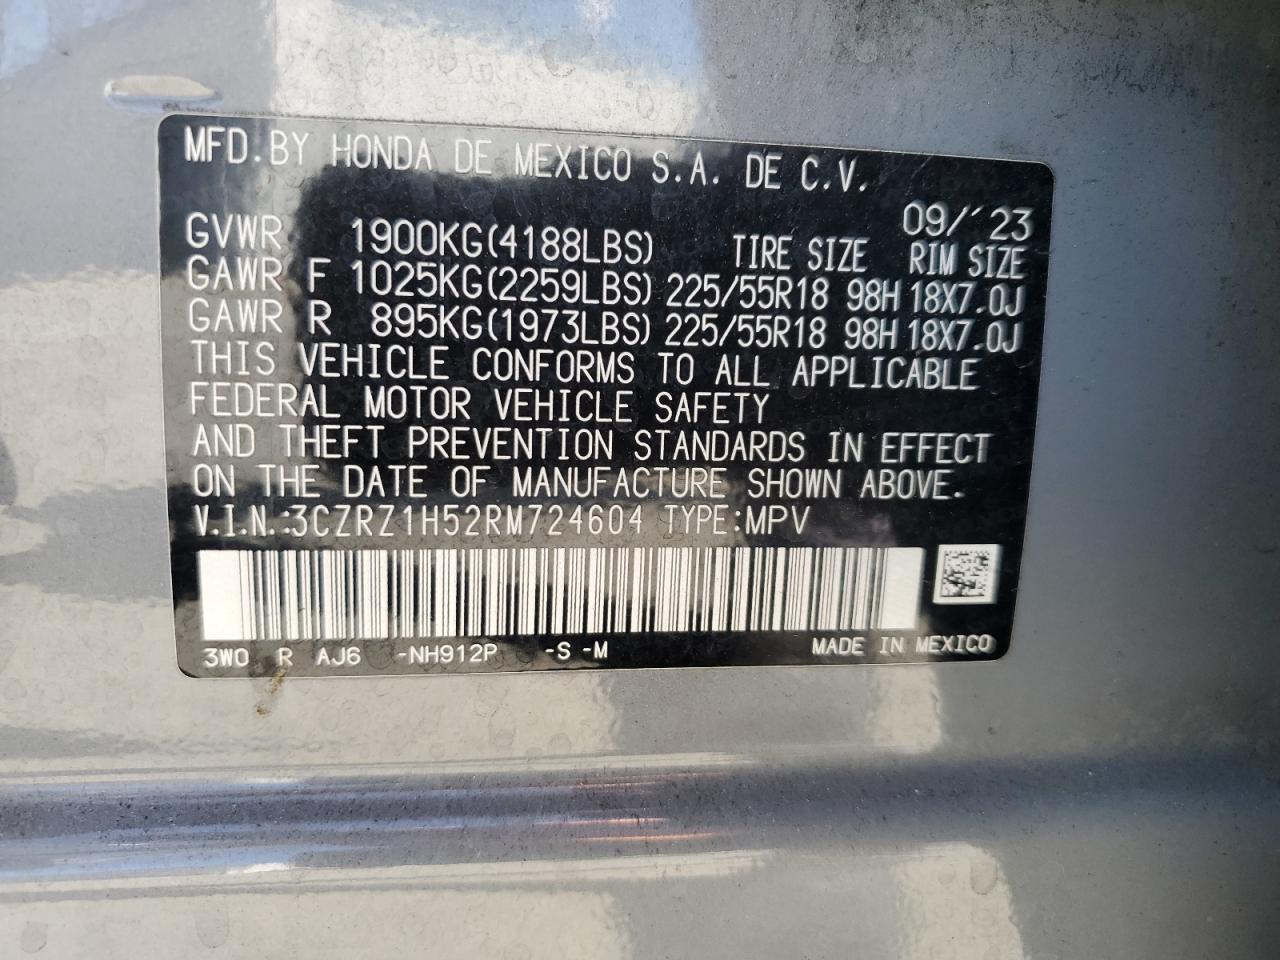 MFD.BY HONDA DE MEXICO S.A. DE C.V.
09/´23
GVWR 1900KG(4188LBS) TIRE SIZE RIM SIZE
GAWR F 1025KG(2259LBS) 225/55R18 98H 18X7.0J
GAWR R 895KG(1973LBS) 225/55R18 98H 18X7.0J
THIS VEHICLE CONFORMS TO ALL APPLICABLE
FEDERAL MOTOR VEHICLE SAFETY
AND THEFT PREVENTION STANDARDS IN EFFECT
ON THE DATE OF MANUFACTURE SHOWN ABOVE.
V.I.N.:3CZRZ1H52RM724604 TYPE:MPV
3W0 R AJ6 -NH912P -S -M MADE IN MEXICO